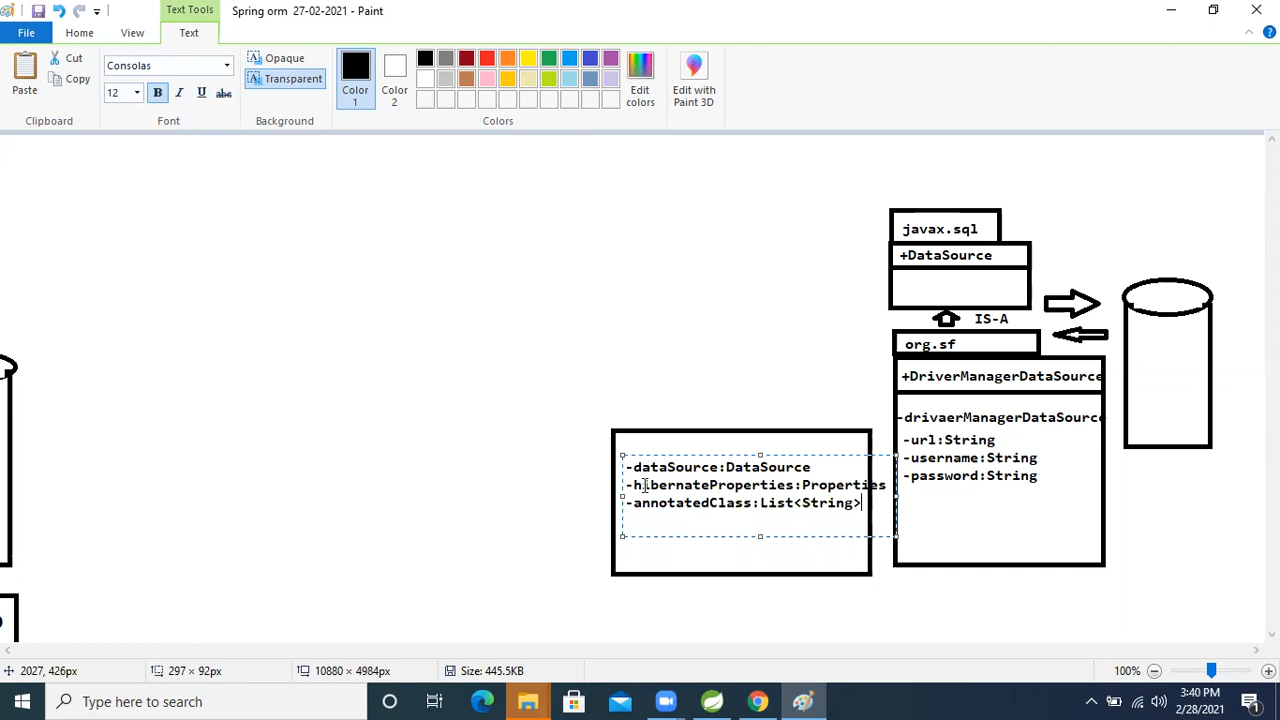 Text Tools
Spring orm 27-02-2021 - Paint
File
Home
View
Text
Paste
Cut
Copy
Clipboard
Consolas
12
B
I
U
abc
Font
Opaque
Transparent
Background
Color
1
Color
2
Edit
colors
Colors
Edit with
Paint 3D
javax.sql
+DataSource
IS-A
org.sf
+DriverManagerDataSource
-drivaerManagerDataSource
-url:String
-username:String
-password:String
-dataSource:DataSource
-hibernateProperties:Properties
-annotatedClass:List<String>
2027, 426px
297 × 92px
10880 × 4984px
Size: 445.5KB
100%
Type here to search
3:40 PM
2/28/2021
1